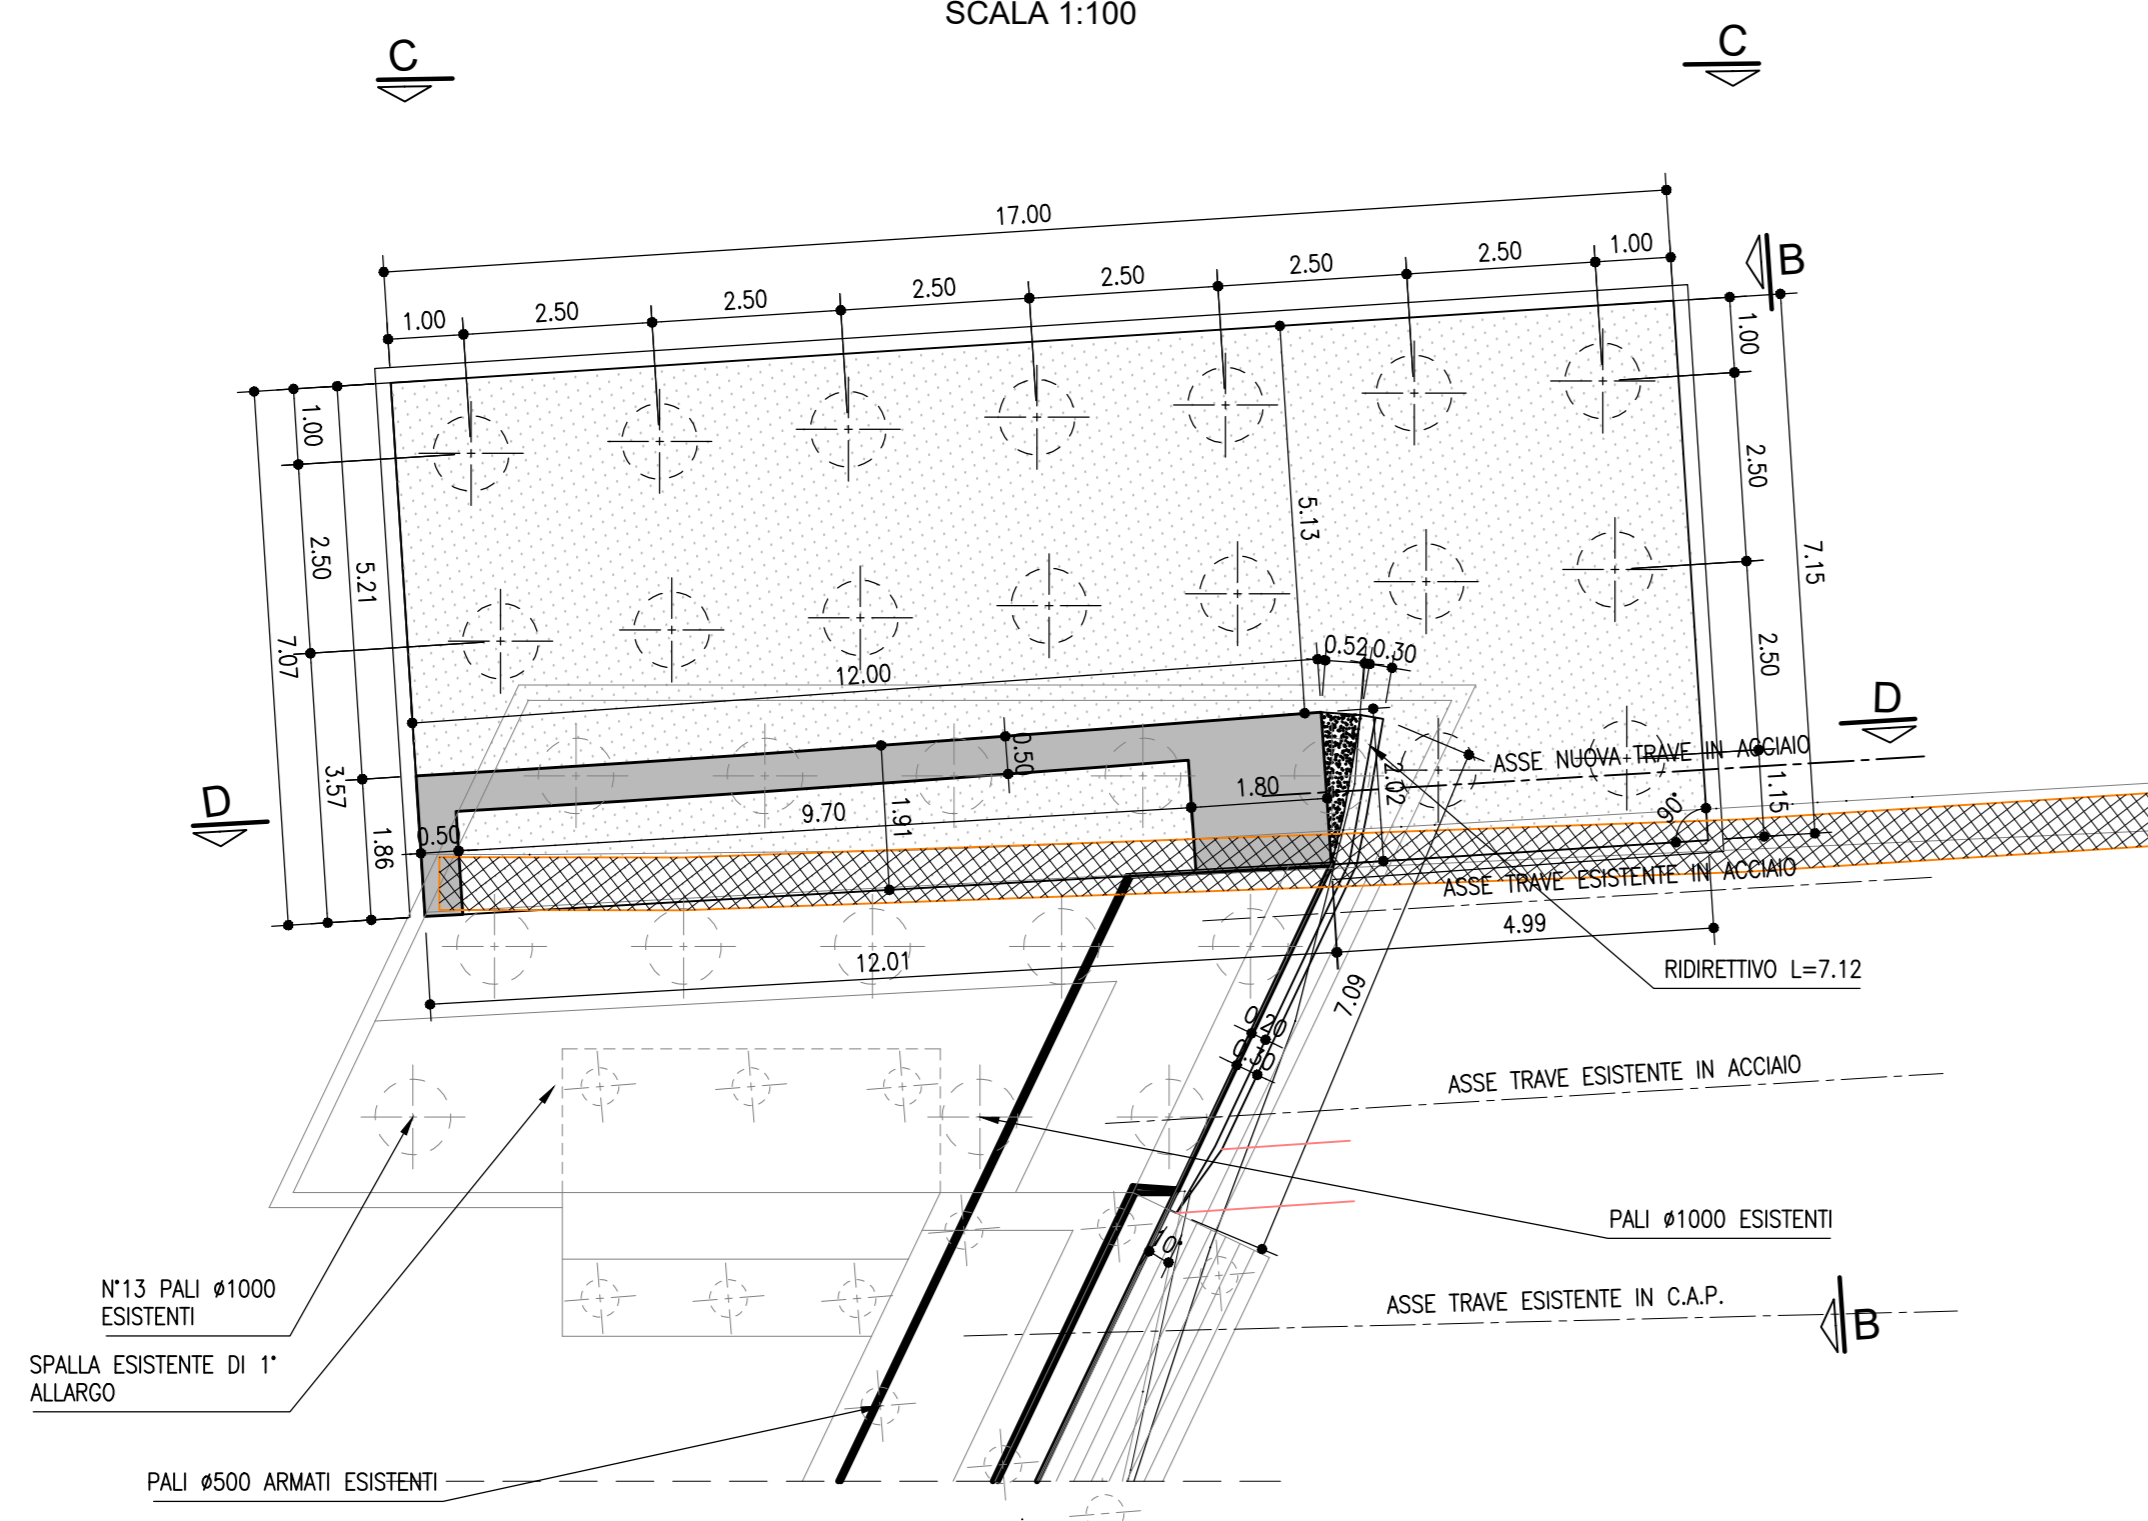 SCALA 1:100
C
C
17.00
B
1.00
2.50
2.50
2.50
2.50
2.50
2.50
1.00
1.00
2.50
2.50
1.15
7.15
1.00
2.50
3.57
5.21
1.86
7.07
5.13
0.52
0.30
12.00
0.50
1.80
2.02
9.70
1.91
0.50
90°
D
D
ASSE NUOVA TRAVE IN ACCIAIO
ASSE TRAVE ESISTENTE IN ACCIAIO
4.99
12.01
RIDIRETTIVO L=7.12
7.09
0.20
0.30
ASSE TRAVE ESISTENTE IN ACCIAIO
PALI ø1000 ESISTENTI
10°
N°13 PALI ø1000
ESISTENTI
ASSE TRAVE ESISTENTE IN C.A.P.
B
SPALLA ESISTENTE DI 1°
ALLARGO
PALI ø500 ARMATI ESISTENTI